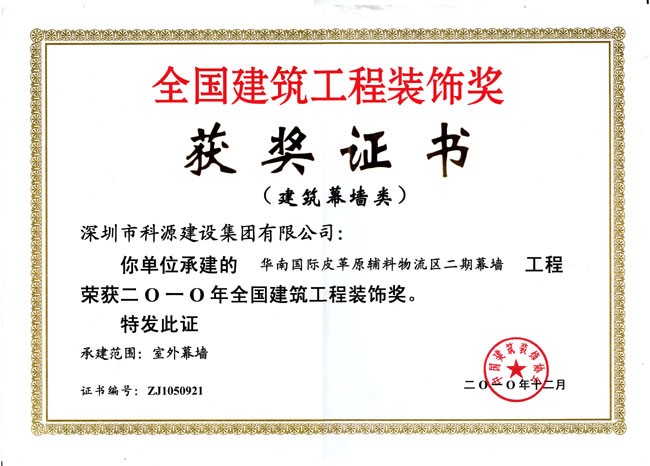 全国建筑工程装饰奖
获奖证书
（建筑幕墙类）
深圳市科源建设集团有限公司：
你单位承建的 华南国际皮革原辅料物流区二期幕墙 工程
荣获二〇一〇年全国建筑工程装饰奖。
特发此证
承建范围：室外幕墙
中国建筑装饰协会
二〇一〇年十二月
证书编号：ZJ1050921